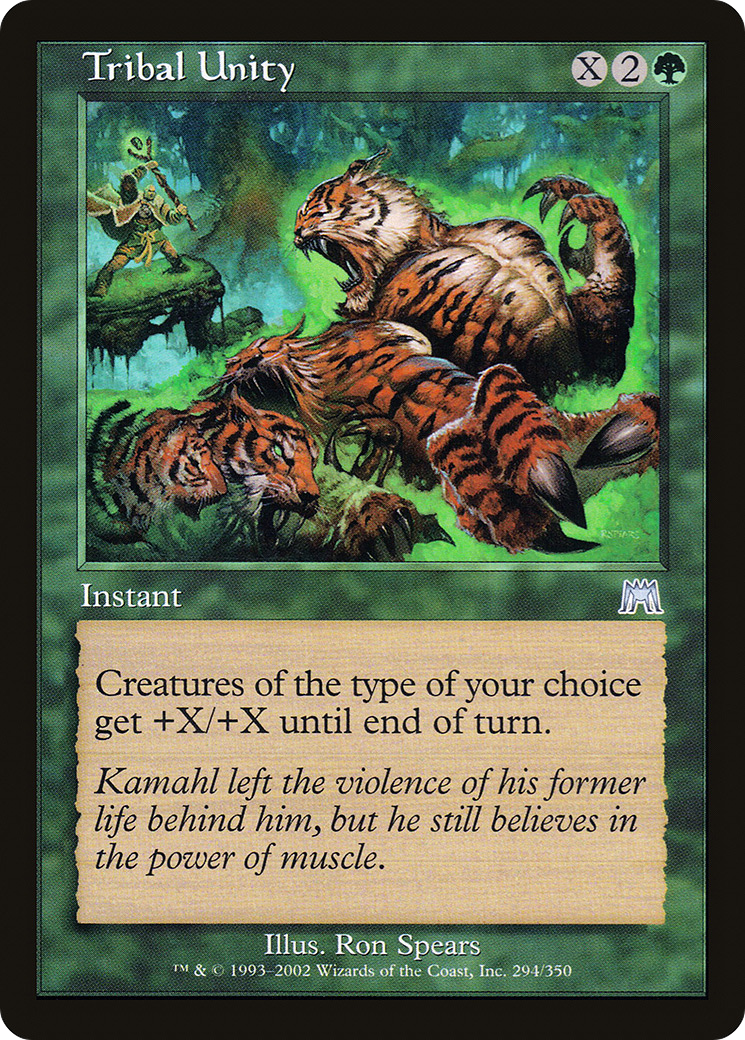 Tribal Unity X 2
RKSPEARS
Instant
Creatures of the type of your choice
get +X/+X until end of turn.
Kamahl left the violence of his former
life behind him, but he still believes in
the power of muscle.
Illus. Ron Spears
™ & © 1993–2002 Wizards of the Coast, Inc. 294/350